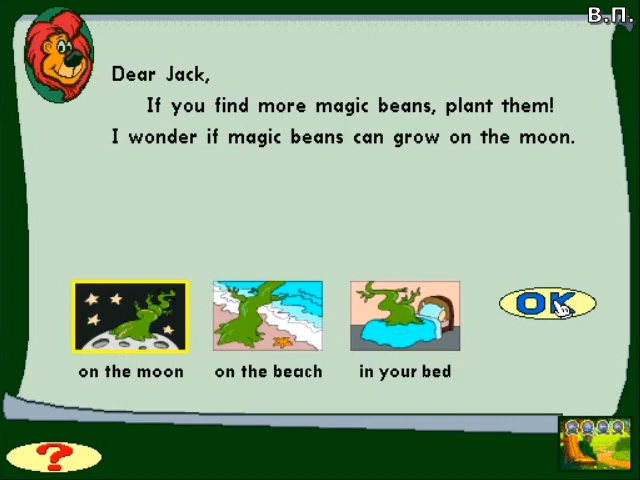 В.П.
Dear Jack,
If you find more magic beans, plant them!
I wonder if magic beans can grow on the moon.
OK
on the moon
on the beach
in your bed
?